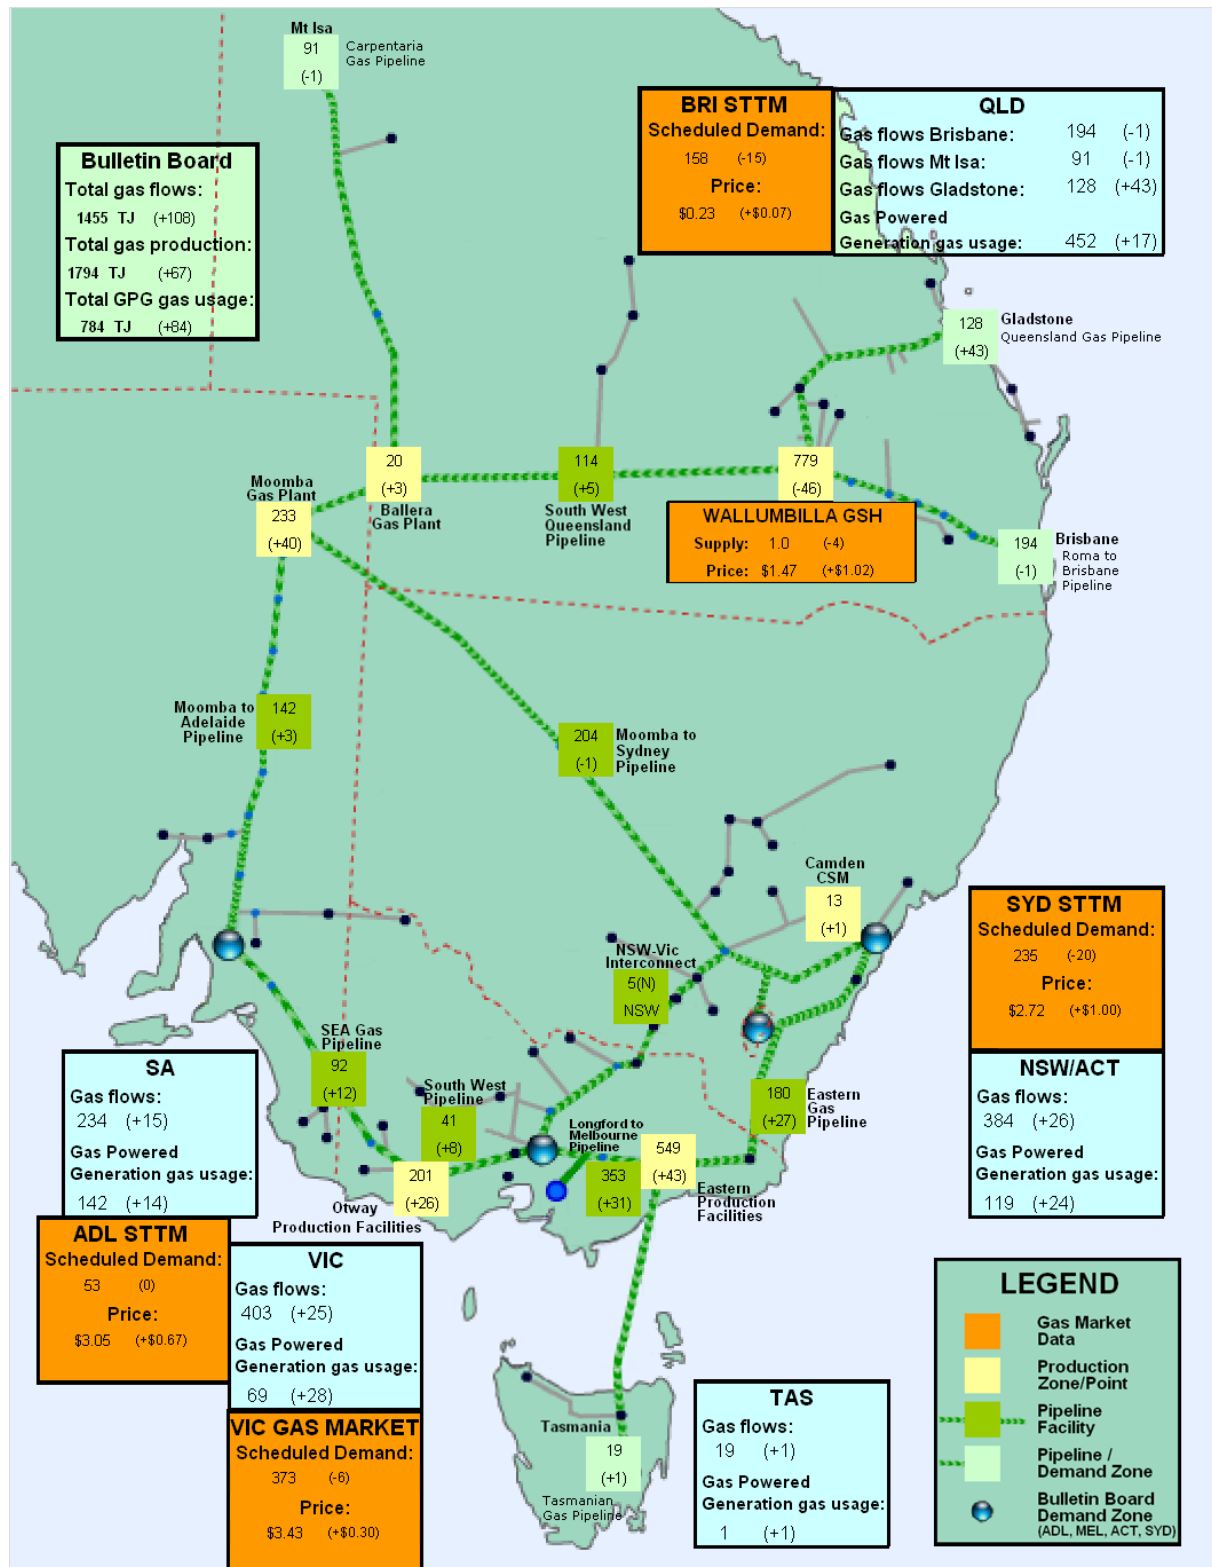 Mt Isa
91
(-1)
Carpentaria
Gas Pipeline
BRI STTM
Scheduled Demand:
158 (-15)
Price:
$0.23 (+$0.07)
QLD
Gas flows Brisbane: 194 (-1)
Gas flows Mt Isa: 91 (-1)
Gas flows Gladstone: 128 (+43)
Gas Powered
Generation gas usage: 452 (+17)
Bulletin Board
Total gas flows:
1455 TJ (+108)
Total gas production:
1794 TJ (+67)
Total GPG gas usage:
784 TJ (+84)
128
(+43)
Gladstone
Queensland Gas Pipeline
Moomba
Gas Plant
233
(+40)
20
(+3)
Ballera
Gas Plant
114
(+5)
South West
Queensland
Pipeline
779
(-46)
WALLUMBILLA GSH
Supply: 1.0 (-4)
Price: $1.47 (+$1.02)
194
(-1)
Brisbane
Roma to
Brisbane
Pipeline
Moomba to
Adelaide
Pipeline
142
(+3)
204
(-1)
Moomba to
Sydney
Pipeline
Camden
CSM
13
(+1)
SYD STTM
Scheduled Demand:
235 (-20)
Price:
$2.72 (+$1.00)
NSW-Vic
Interconnect
5(N)
NSW
SEA Gas
Pipeline
92
(+12)
South West
Pipeline
41
(+8)
SA
Gas flows:
234 (+15)
Gas Powered
Generation gas usage:
142 (+14)
180
(+27)
Eastern
Gas
Pipeline
NSW/ACT
Gas flows:
384 (+26)
Gas Powered
Generation gas usage:
119 (+24)
Longford to
Melbourne
Pipeline
353
(+31)
549
(+43)
Eastern
Production
Facilities
201
(+26)
Otway
Production Facilities
ADL STTM
Scheduled Demand:
53 (0)
Price:
$3.05 (+$0.67)
VIC
Gas flows:
403 (+25)
Gas Powered
Generation gas usage:
69 (+28)
VIC GAS MARKET
Scheduled Demand:
373 (-6)
Price:
$3.43 (+$0.30)
Tasmania
19
(+1)
Tasmanian
Gas Pipeline
TAS
Gas flows:
19 (+1)
Gas Powered
Generation gas usage:
1 (+1)
LEGEND
Gas Market
Data
Production
Zone/Point
Pipeline
Facility
Pipeline /
Demand Zone
Bulletin Board
Demand Zone
(ADL, MEL, ACT, SYD)